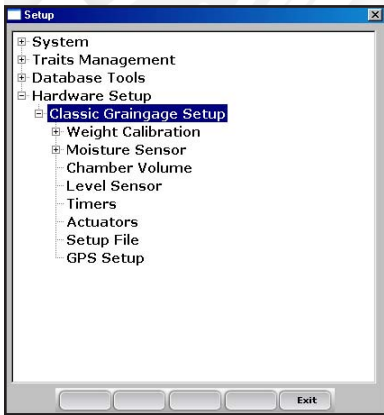 Setup
System
Traits Management
Database Tools
Hardware Setup
Classic Graingage Setup
Weight Calibration
Moisture Sensor
Chamber Volume
Level Sensor
Timers
Actuators
Setup File
GPS Setup
Exit